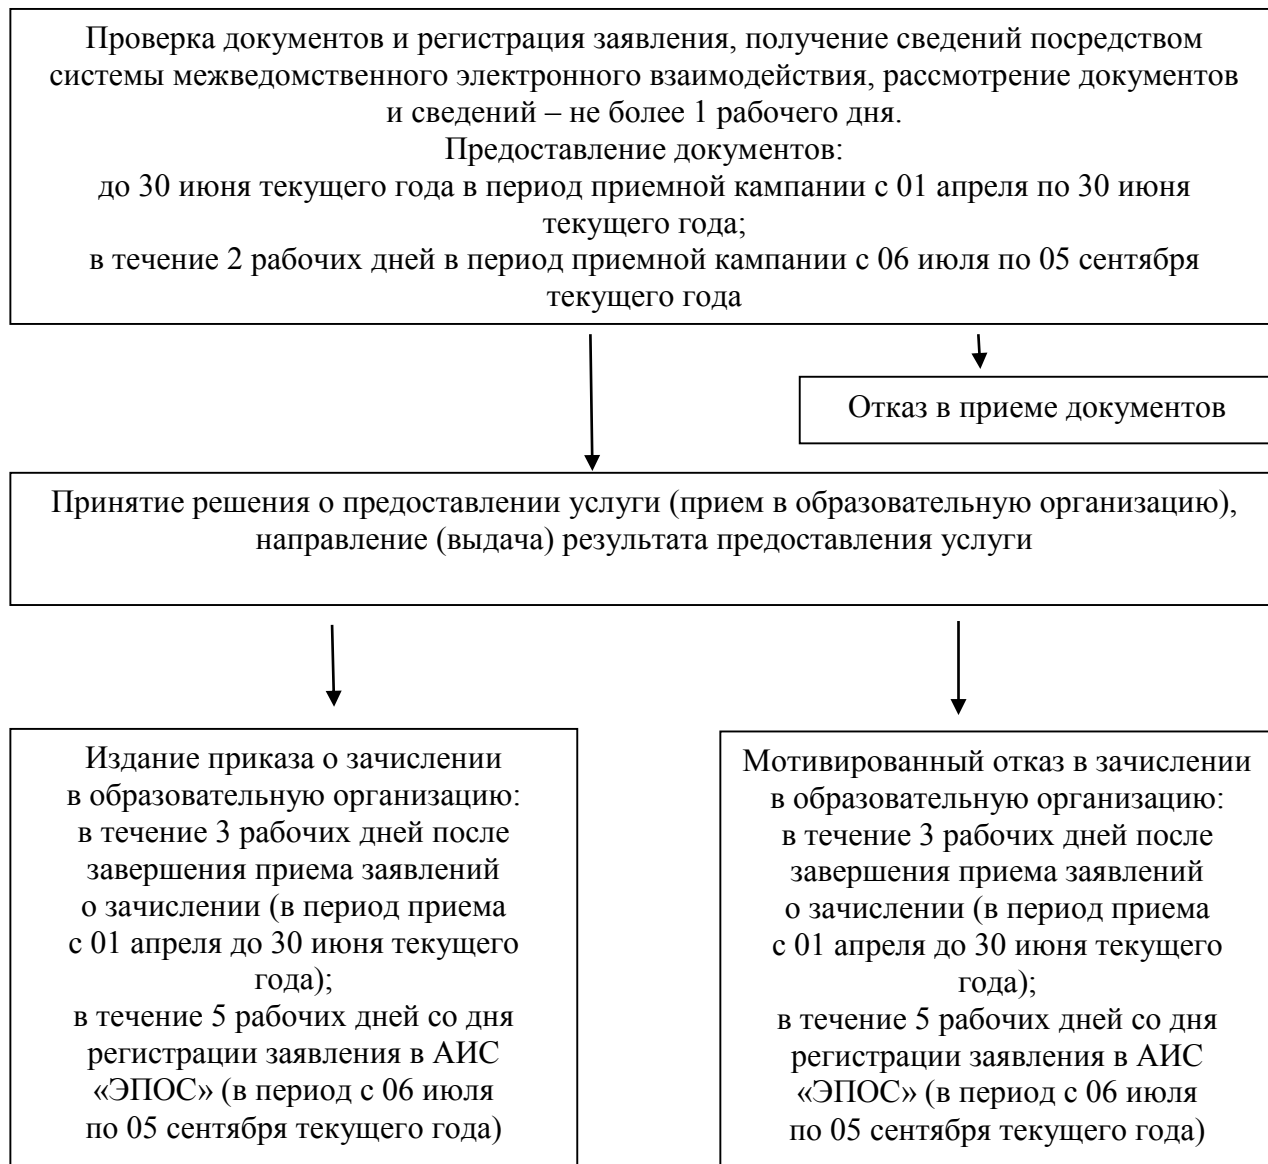 Проверка документов и регистрация заявления, получение сведений посредством
системы межведомственного электронного взаимодействия, рассмотрение документов
и сведений – не более 1 рабочего дня.
Предоставление документов:
до 30 июня текущего года в период приемной кампании с 01 апреля по 30 июня
текущего года;
в течение 2 рабочих дней в период приемной кампании с 06 июля по 05 сентября
текущего года
Отказ в приеме документов
Принятие решения о предоставлении услуги (прием в образовательную организацию),
направление (выдача) результата предоставления услуги
Издание приказа о зачислении
в образовательную организацию:
в течение 3 рабочих дней после
завершения приема заявлений
о зачислении (в период приема
с 01 апреля до 30 июня текущего
года);
в течение 5 рабочих дней со дня
регистрации заявления в АИС
«ЭПОС» (в период с 06 июля
по 05 сентября текущего года)
Мотивированный отказ в зачислении
в образовательную организацию:
в течение 3 рабочих дней после
завершения приема заявлений
о зачислении (в период приема
с 01 апреля до 30 июня текущего
года);
в течение 5 рабочих дней со дня
регистрации заявления в АИС
«ЭПОС» (в период с 06 июля
по 05 сентября текущего года)